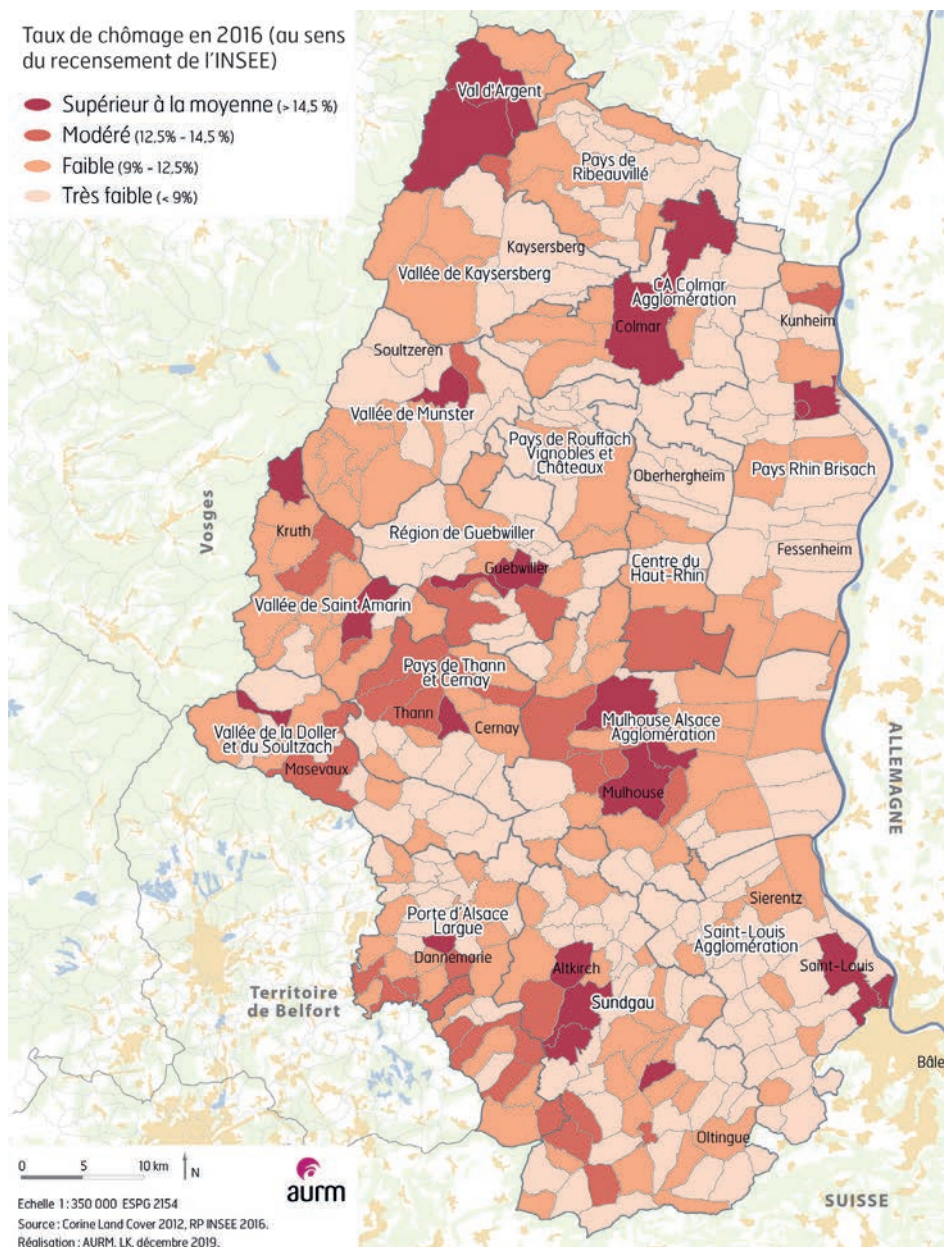 Taux de chômage en 2016 (au sens
du recensement de l'INSEE)
Supérieur à la moyenne (> 14,5 %)
Modéré (12,5% - 14,5 %)
Faible (9% - 12,5%)
Très faible (< 9%)
Val d'Argent
Pays de
Ribeauvillé
Kaysersberg
Vallée de Kaysersberg
CA Colmar
Agglomération
Colmar
Kunheim
Soultzeren
Vallée de Munster
Pays de Rouffach
Vignobles et
Châteaux
Oberhergheim
Pays Rhin Brisach
Vosges
Kruth
Région de Guebwiller
Guebwiller
Centre du
Haut-Rhin
Fessenheim
Vallée de Saint Amarin
Pays de Thann
et Cernay
Thann
Cernay
Mulhouse Alsace
Agglomération
Mulhouse
Vallée de la Doller
et du Soultzach
Masevaux
ALLEMAGNE
Sierentz
Porte d'Alsace
Largue
Dannemarie
Saint-Louis
Agglomération
Saint-Louis
Altkirch
Sundgau
Territoire
de Belfort
Bâle
Oltingue
SUISSE
0 5 10 km N
aurm
Echelle 1 : 350 000 ESPG 2154
Source : Corine Land Cover 2012, RP INSEE 2016.
Réalisation : AURM, LK, décembre 2019.